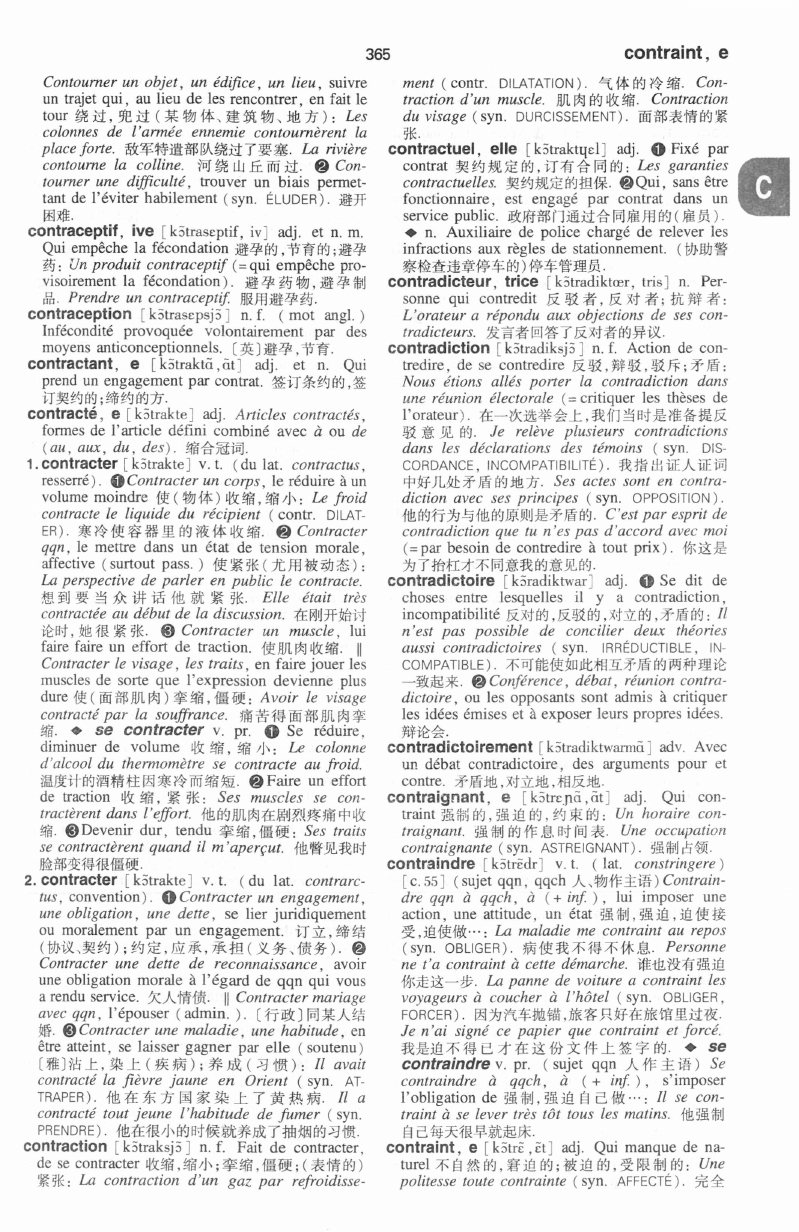 365
contraint, e
Contourner un objet, un édifice, un lieu, suivre
un trajet qui, au lieu de les rencontrer, en fait le
tour 绕过,兜过(某物体、建筑物、地方): Les
colonnes de l'armée ennemie contournèrent la
place forte. 敌军特遣部队绕过了要塞. La rivière
contourne la colline. 河绕山丘而过. ❷ Con-
tourner une difficulté, trouver un biais permet-
tant de l'éviter habilement (syn. ÉLUDER). 避开
困难.
contraceptif, ive [kɔ̃traseptif, iv] adj. et n. m.
Qui empêche la fécondation 避孕的,节育的;避孕
药: Un produit contraceptif (=qui empêche pro-
visoirement la fécondation). 避孕药物,避孕制
品. Prendre un contraceptif. 服用避孕药.
contraception [kɔ̃trasɛpsjɔ̃] n. f. (mot angl.)
Infécondité provoquée volontairement par des
moyens anticonceptionnels. [英]避孕,节育.
contractant, e [kɔ̃traktɑ̃, ɑ̃t] adj. et n. Qui
prend un engagement par contrat. 签订条约的,签
订契约的;缔约的方.
contracté, e [kɔ̃trakte] adj. Articles contractés,
formes de l'article défini combiné avec à ou de
(au, aux, du, des). 缩合冠词.
1. contracter [kɔ̃trakte] v. t. (du lat. contractus,
resserré). ❶Contracter un corps, le réduire à un
volume moindre 使(物体)收缩,缩小: Le froid
contracte le liquide du récipient (contr. DILAT-
ER). 寒冷使容器里的液体收缩. ❷ Contracter
qqn, le mettre dans un état de tension morale,
affective (surtout pass.) 使紧张(尤用被动态):
La perspective de parler en public le contracte.
想到要当众讲话他就紧张. Elle était très
contractée au début de la discussion. 在刚开始讨
论时,她很紧张. ❸ Contracter un muscle, lui
faire faire un effort de traction. 使肌肉收缩. ‖
Contracter le visage, les traits, en faire jouer les
muscles de sorte que l'expression devienne plus
dure 使(面部肌肉)挛缩,僵硬: Avoir le visage
contracté par la souffrance. 痛苦得面部肌肉挛
缩. ◆ se contracter v. pr. ❶ Se réduire,
diminuer de volume 收缩,缩小: Le colonne
d'alcool du thermomètre se contracte au froid.
温度计的酒精柱因寒冷而缩短. ❷Faire un effort
de traction 收缩,紧张: Ses muscles se con-
tractèrent dans l'effort. 他的肌肉在剧烈疼痛中收
缩. ❸Devenir dur, tendu 挛缩,僵硬: Ses traits
se contractèrent quand il m'aperçut. 他瞥见我时
脸部变得很僵硬.
2. contracter [kɔ̃trakte] v. t. (du lat. contrarc-
tus, convention). ❶Contracter un engagement,
une obligation, une dette, se lier juridiquement
ou moralement par un engagement. 订立,缔结
(协议、契约);约定,应承,承担(义务、债务). ❷
Contracter une dette de reconnaissance, avoir
une obligation morale à l'égard de qqn qui vous
a rendu service. 欠人情债. ‖ Contracter mariage
avec qqn, l'épouser (admin.). [行政]同某人结
婚. ❸Contracter une maladie, une habitude, en
être atteint, se laisser gagner par elle (soutenu)
[雅]沾上,染上(疾病);养成(习惯): Il avait
contracté la fièvre jaune en Orient (syn. AT-
TRAPER). 他在东方国家染上了黄热病. Il a
contracté tout jeune l'habitude de fumer (syn.
PRENDRE). 他在很小的时候就养成了抽烟的习惯.
contraction [kɔ̃traksjɔ̃] n. f. Fait de contracter,
de se contracter 收缩,缩小;挛缩,僵硬;(表情的)
紧张: La contraction d'un gaz par refroidisse-
ment (contr. DILATATION). 气体的冷缩. Con-
traction d'un muscle. 肌肉的收缩. Contraction
du visage (syn. DURCISSEMENT). 面部表情的紧
张.
contractuel, elle [kɔ̃traktɥɛl] adj. ❶ Fixé par
contrat 契约规定的,订有合同的: Les garanties
contractuelles. 契约规定的担保. ❷Qui, sans être
fonctionnaire, est engagé par contrat dans un
service public. 政府部门通过合同雇用的(雇员).
◆ n. Auxiliaire de police chargé de relever les
infractions aux règles de stationnement. (协助警
察检查违章停车的)停车管理员.
contradicteur, trice [kɔ̃tradiktœr, tris] n. Per-
sonne qui contredit 反驳者,反对者;抗辩者:
L'orateur a répondu aux objections de ses con-
tradicteurs. 发言者回答了反对者的异议.
contradiction [kɔ̃tradiksjɔ̃] n. f. Action de con-
tredire, de se contredire 反驳,辩驳,驳斥;矛盾:
Nous étions allés porter la contradiction dans
une réunion électorale (=critiquer les thèses de
l'orateur). 在一次选举会上,我们当时是准备提反
驳意见的. Je relève plusieurs contradictions
dans les déclarations des témoins (syn. DIS-
CORDANCE, INCOMPATIBILITÉ). 我指出证人证词
中好几处矛盾的地方. Ses actes sont en contra-
diction avec ses principes (syn. OPPOSITION).
他的行为与他的原则是矛盾的. C'est par esprit de
contradiction que tu n'es pas d'accord avec moi
(=par besoin de contredire à tout prix). 你这是
为了抬杠才不同意我的意见的.
contradictoire [kɔ̃radiktwar] adj. ❶ Se dit de
choses entre lesquelles il y a contradiction,
incompatibilité 反对的,反驳的,对立的,矛盾的: Il
n'est pas possible de concilier deux théories
aussi contradictoires (syn. IRRÉDUCTIBLE, IN-
COMPATIBLE). 不可能使如此相互矛盾的两种理论
一致起来. ❷Conférence, débat, réunion contra-
dictoire, ou les opposants sont admis à critiquer
les idées émises et à exposer leurs propres idées.
辩论会.
contradictoirement [kɔ̃tradiktwarmɑ̃] adv. Avec
un débat contradictoire, des arguments pour et
contre. 矛盾地,对立地,相反地.
contraignant, e [kɔ̃trɛɲɑ̃, ɑ̃t] adj. Qui con-
traint 强制的,强迫的,约束的: Un horaire con-
traignant. 强制的作息时间表. Une occupation
contraignante (syn. ASTREIGNANT). 强制占领.
contraindre [kɔ̃trɛ̃dr] v. t. (lat. constringere)
[c. 55] (sujet qqn, qqch 人、物作主语) Contrain-
dre qqn à qqch, à (+ inf.), lui imposer une
action, une attitude, un état 强制,强迫,迫使接
受,迫使做…: La maladie me contraint au repos
(syn. OBLIGER). 病使我不得不休息. Personne
ne t'a contraint à cette démarche. 谁也没有强迫
你走这一步. La panne de voiture a contraint les
voyageurs à coucher à l'hôtel (syn. OBLIGER,
FORCER). 因为汽车抛锚,旅客只好在旅馆里过夜.
Je n'ai signé ce papier que contraint et forcé.
我是迫不得已才在这份文件上签字的. ◆ se
contraindre v. pr. (sujet qqn 人作主语) Se
contraindre à qqch, à (+ inf.), s'imposer
l'obligation de 强制,强迫自己做…: Il se con-
traint à se lever très tôt tous les matins. 他强制
自己每天很早就起床.
contraint, e [kɔ̃trɛ̃, ɛ̃t] adj. Qui manque de na-
turel 不自然的,窘迫的;被迫的,受限制的: Une
politesse toute contrainte (syn. AFFECTÉ). 完全
C